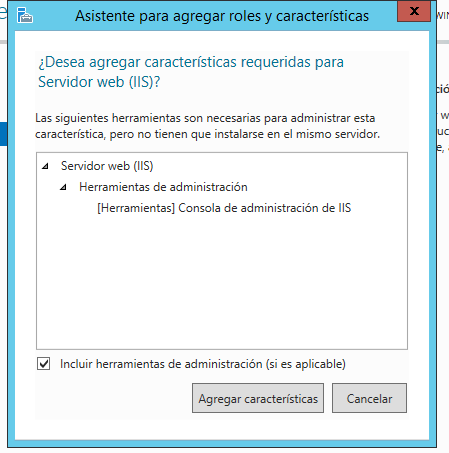 Asistente para agregar roles y características
x
¿Desea agregar características requeridas para
Servidor web (IIS)?
Las siguientes herramientas son necesarias para administrar esta
característica, pero no tienen que instalarse en el mismo servidor.
Servidor web (IIS)
Herramientas de administración
[Herramientas] Consola de administración de IIS
Incluir herramientas de administración (si es aplicable)
Agregar características
Cancelar